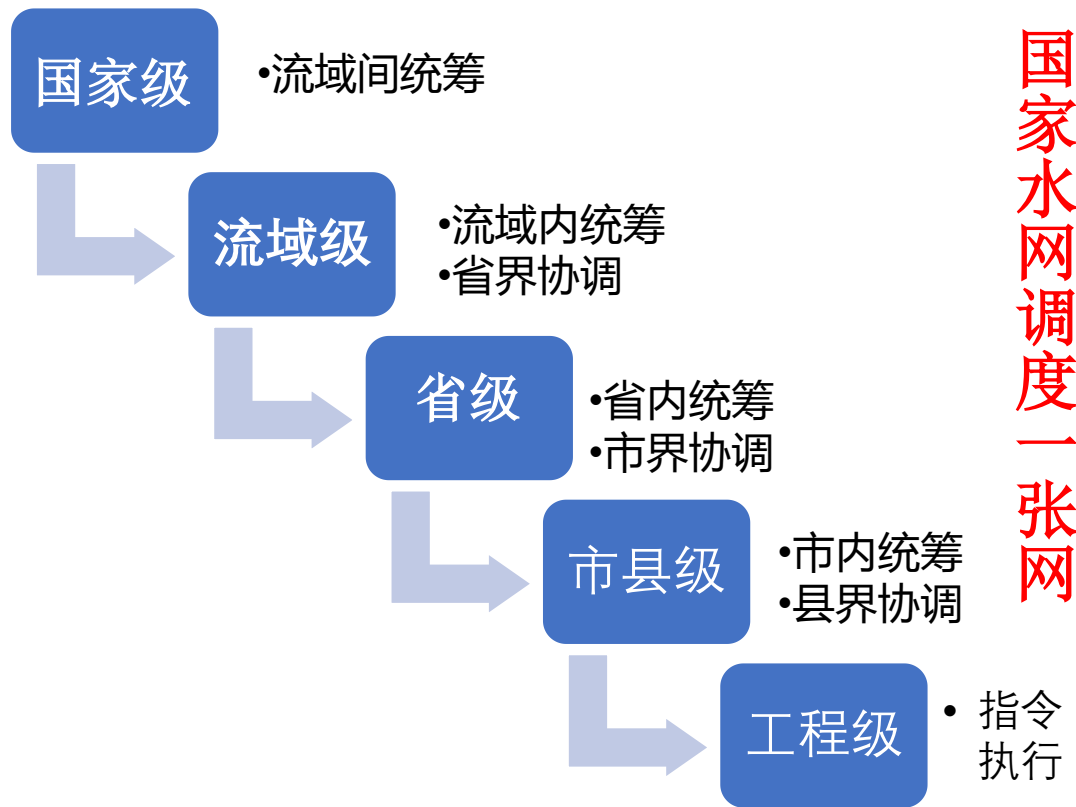 国家级
•流域间统筹
流域级
•流域内统筹
•省界协调
省级
•省内统筹
•市界协调
市县级
•市内统筹
•县界协调
工程级
• 指令
执行
国家水网调度一张网